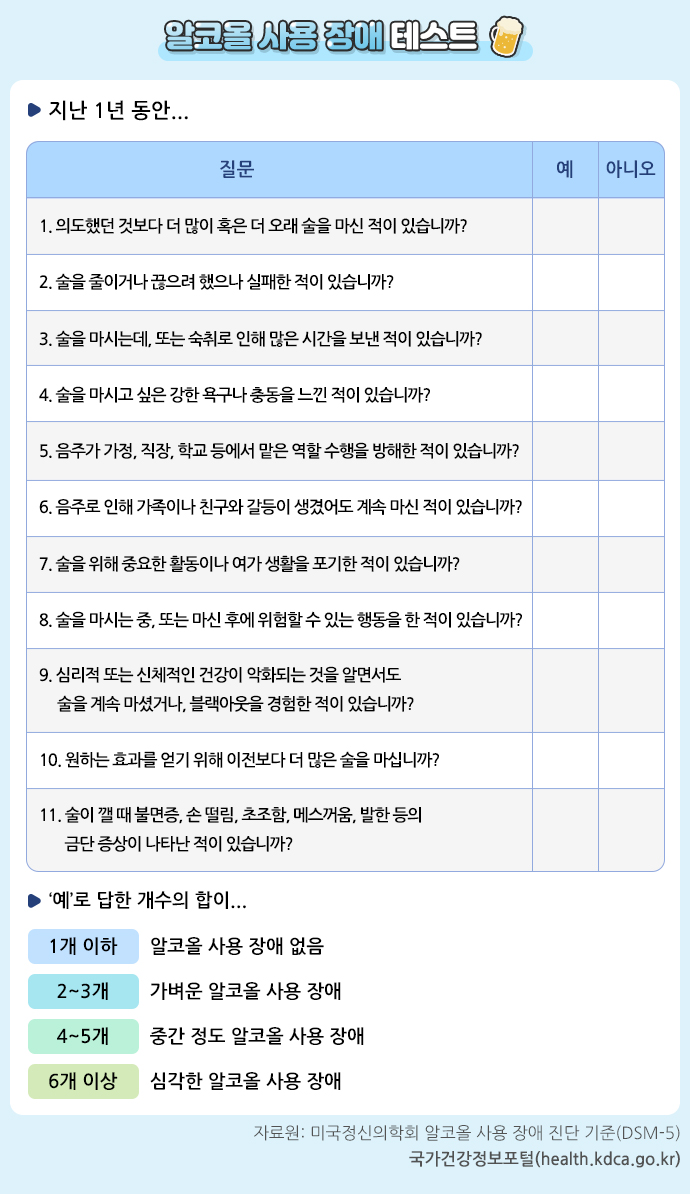 알코올 사용 장애 테스트
지난 1년 동안...
질문 예 아니오
1. 의도했던 것보다 더 많이 혹은 더 오래 술을 마신 적이 있습니까?
2. 술을 줄이거나 끊으려 했으나 실패한 적이 있습니까?
3. 술을 마시는데, 또는 숙취로 인해 많은 시간을 보낸 적이 있습니까?
4. 술을 마시고 싶은 강한 욕구나 충동을 느낀 적이 있습니까?
5. 음주가 가정, 직장, 학교 등에서 맡은 역할 수행을 방해한 적이 있습니까?
6. 음주로 인해 가족이나 친구와 갈등이 생겼어도 계속 마신 적이 있습니까?
7. 술을 위해 중요한 활동이나 여가 생활을 포기한 적이 있습니까?
8. 술을 마시는 중, 또는 마신 후에 위험할 수 있는 행동을 한 적이 있습니까?
9. 심리적 또는 신체적인 건강이 악화되는 것을 알면서도
술을 계속 마셨거나, 블랙아웃을 경험한 적이 있습니까?
10. 원하는 효과를 얻기 위해 이전보다 더 많은 술을 마십니까?
11. 술이 깰 때 불면증, 손 떨림, 초조함, 메스꺼움, 발한 등의
금단 증상이 나타난 적이 있습니까?
‘예’로 답한 개수의 합이...
1개 이하 알코올 사용 장애 없음
2~3개 가벼운 알코올 사용 장애
4~5개 중간 정도 알코올 사용 장애
6개 이상 심각한 알코올 사용 장애
자료원: 미국정신의학회 알코올 사용 장애 진단 기준(DSM-5)
국가건강정보포털(health.kdca.go.kr)